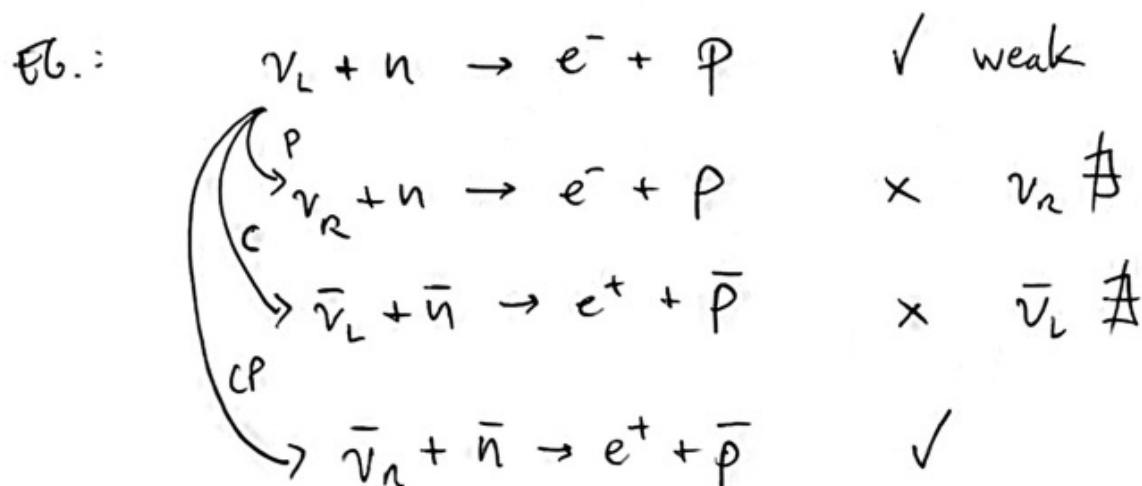 EG.: ν_L + n → e⁻ + p ✓ weak
P
ν_R + n → e⁻ + p × ν_R ∄
C
ν̄_L + n̄ → e⁺ + p̄ × ν̄_L ∄
CP
ν̄_R + n̄ → e⁺ + p̄ ✓